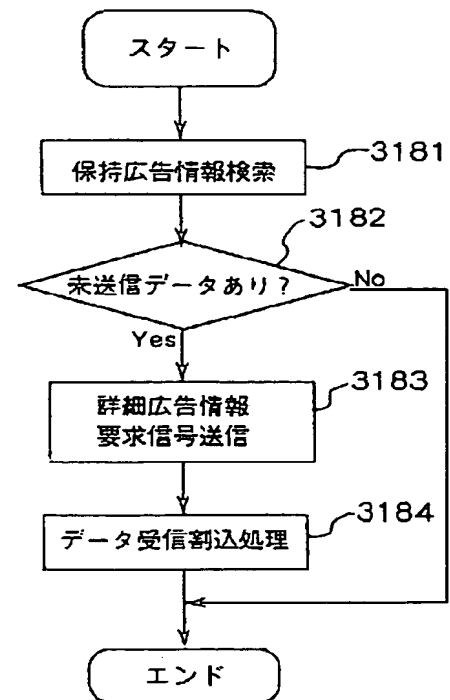 スタート
保持広告情報検索
3181
3182
未送信データあり？
No
Yes
詳細広告情報
要求信号送信
3183
データ受信割込処理
3184
エンド